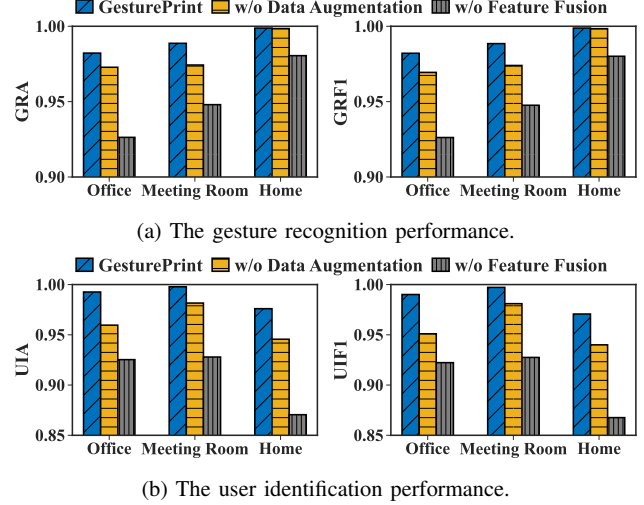 GesturePrint w/o Data Augmentation w/o Feature Fusion
GRA
1.00
0.95
0.90
Office Meeting Room Home
GRF1
1.00
0.95
0.90
Office Meeting Room Home
(a) The gesture recognition performance.
GesturePrint w/o Data Augmentation w/o Feature Fusion
UIA
1.00
0.95
0.90
0.85
Office Meeting Room Home
UIF1
1.00
0.95
0.90
0.85
Office Meeting Room Home
(b) The user identification performance.